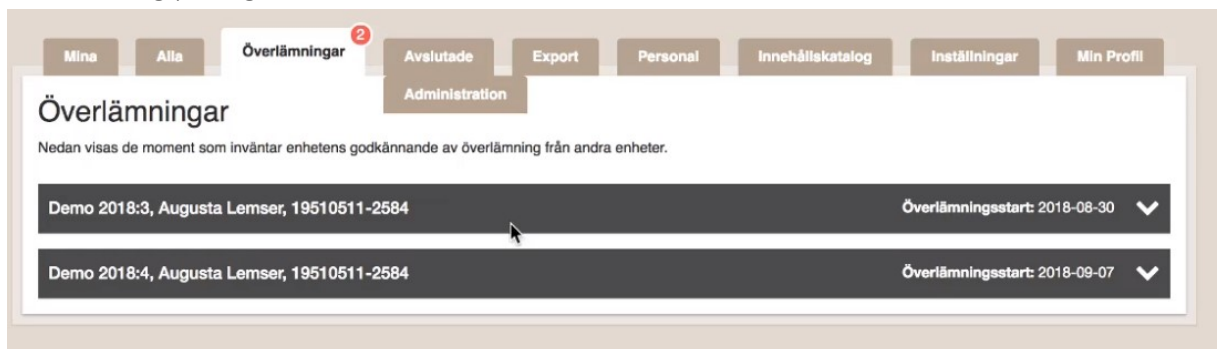 Mina Alla Överlämningar 2 Avslutade Export Personal Innehållskatalog Inställningar Min Profil
Administration
Överlämningar
Nedan visas de moment som inväntar enhetens godkännande av överlämning från andra enheter.
Demo 2018:3, Augusta Lemser, 19510511-2584 Överlämningsstart: 2018-08-30
Demo 2018:4, Augusta Lemser, 19510511-2584 Överlämningsstart: 2018-09-07